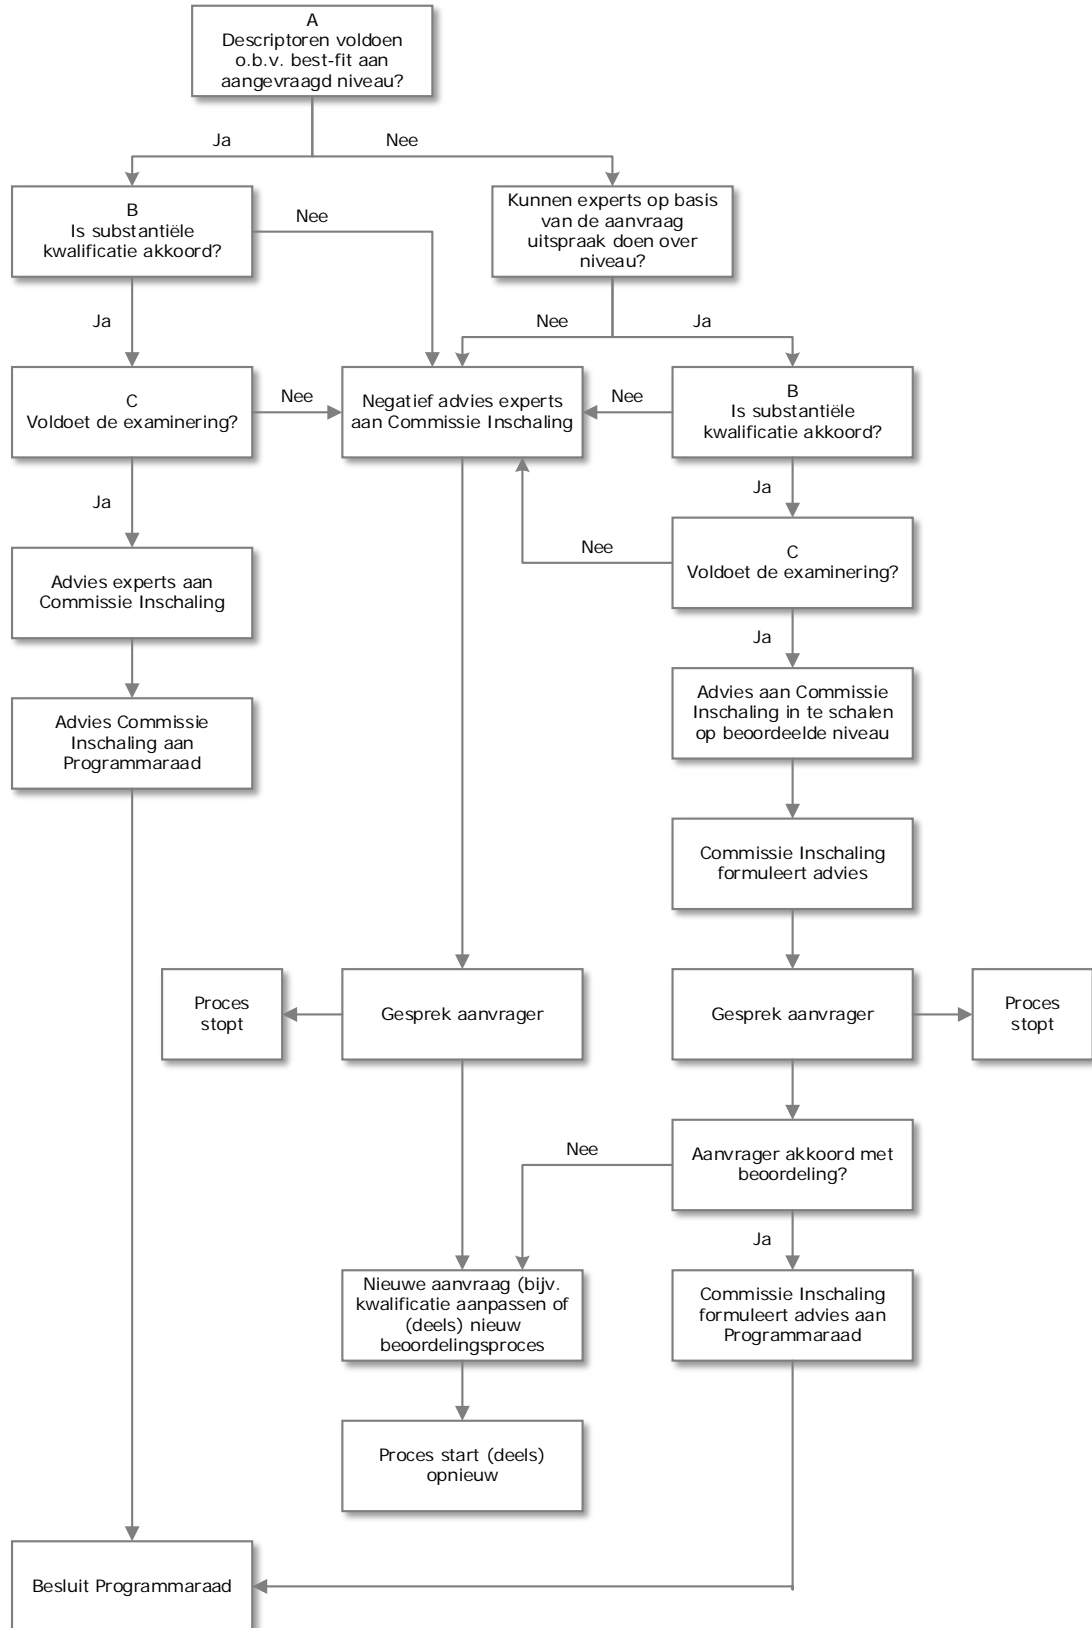 A
Descriptoren voldoen
o.b.v. best-fit aan
aangevraagd niveau?
Ja
Nee
B
Is substantiële
kwalificatie akkoord?
Nee
Kunnen experts op basis
van de aanvraag
uitspraak doen over
niveau?
Ja
Nee
Ja
C
Voldoet de examinering?
Nee
Negatief advies experts
aan Commissie Inschaling
Nee
B
Is substantiële
kwalificatie akkoord?
Ja
Ja
Nee
C
Voldoet de examinering?
Advies experts aan
Commissie Inschaling
Ja
Advies Commissie
Inschaling aan
Programmaraad
Advies aan Commissie
Inschaling in te schalen
op beoordeelde niveau
Commissie Inschaling
formuleert advies
Proces
stopt
Gesprek aanvrager
Gesprek aanvrager
Proces
stopt
Nee
Aanvrager akkoord met
beoordeling?
Ja
Nieuwe aanvraag (bijv.
kwalificatie aanpassen of
(deels) nieuw
beoordelingsproces
Commissie Inschaling
formuleert advies aan
Programmaraad
Proces start (deels)
opnieuw
Besluit Programmaraad